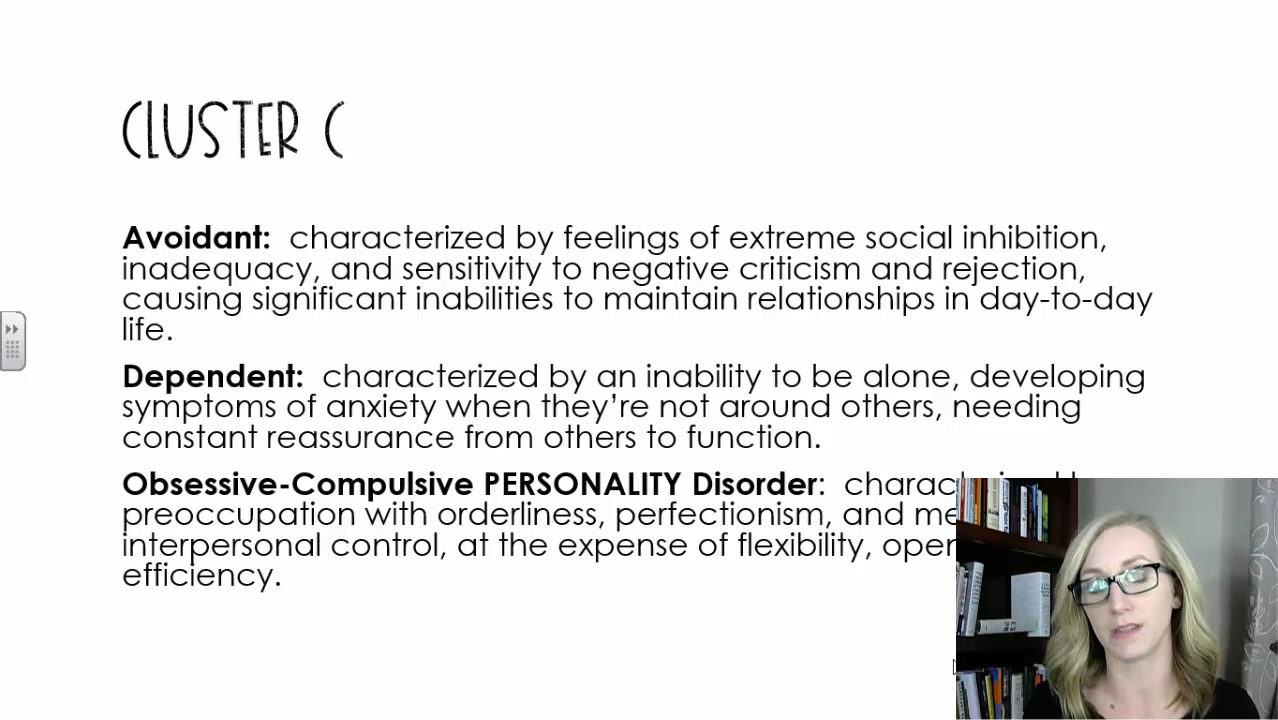 CLUSTER C
Avoidant: characterized by feelings of extreme social inhibition,
inadequacy, and sensitivity to negative criticism and rejection,
causing significant inabilities to maintain relationships in day-to-day
life.
Dependent: characterized by an inability to be alone, developing
symptoms of anxiety when they’re not around others, needing
constant reassurance from others to function.
Obsessive-Compulsive PERSONALITY Disorder:
preoccupation with orderliness, perfectionism, and
interpersonal control, at the expense of flexibility,
efficiency.